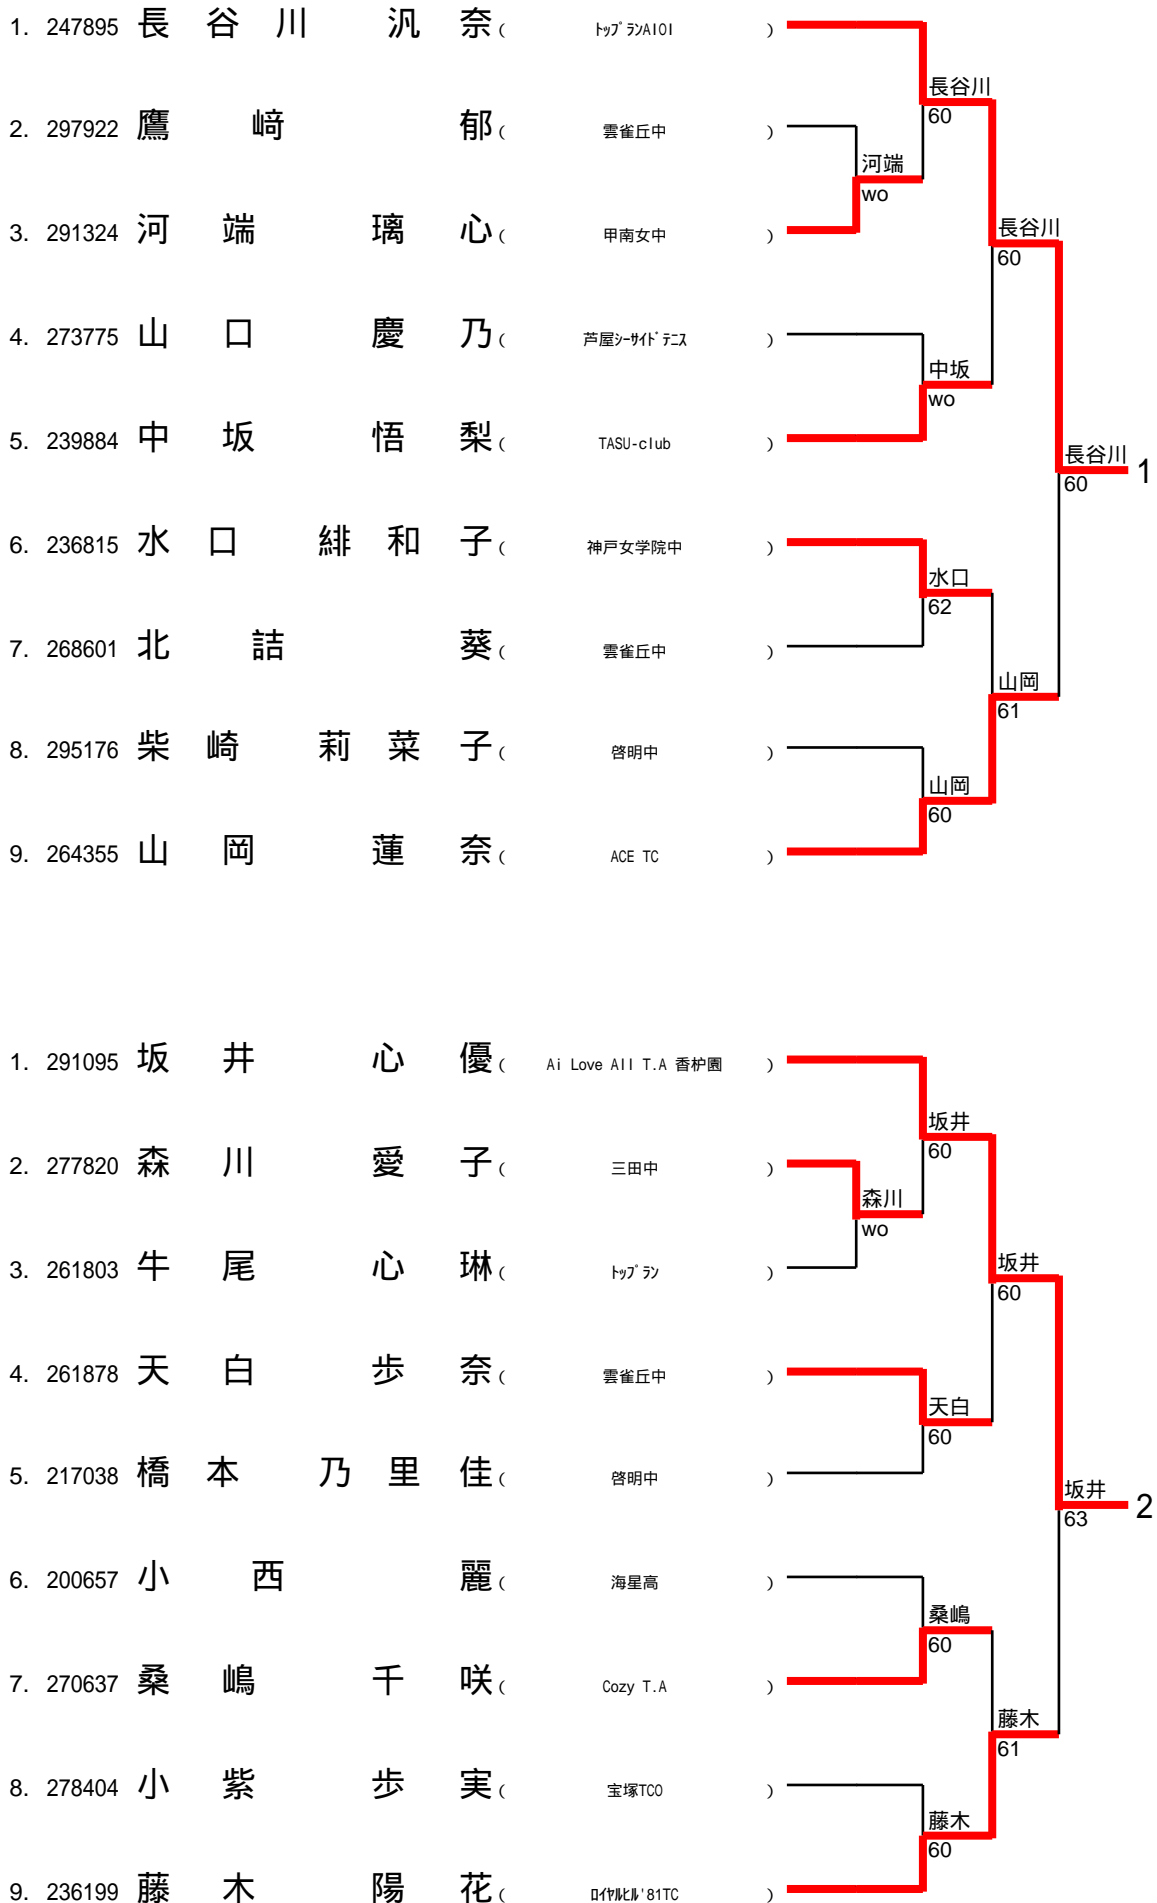 1. 247895 長谷川 汎奈 ( トップランAIOI )
長谷川
60
2. 297922 鷹﨑 郁 ( 雲雀丘中 )
河端
wo
3. 291324 河端 璃心 ( 甲南女中 )
長谷川
60
4. 273775 山口 慶乃 ( 芦屋シーサイドテニス )
中坂
wo
5. 239884 中坂 悟梨 ( TASU-club )
長谷川 1
60
6. 236815 水口 緋和子 ( 神戸女学院中 )
水口
62
7. 268601 北詰 葵 ( 雲雀丘中 )
山岡
61
8. 295176 柴崎 莉菜子 ( 啓明中 )
山岡
60
9. 264355 山岡 蓮奈 ( ACE TC )
1. 291095 坂井 心優 ( Ai Love All T.A 香枦園 )
坂井
60
2. 277820 森川 愛子 ( 三田中 )
森川
wo
3. 261803 牛尾 心琳 ( トップラン )
坂井
60
4. 261878 天白 歩奈 ( 雲雀丘中 )
天白
60
5. 217038 橋本 乃里佳 ( 啓明中 )
坂井 2
63
6. 200657 小西 麗 ( 海星高 )
桑嶋
60
7. 270637 桑嶋 千咲 ( Cozy T.A )
藤木
61
8. 278404 小紫 歩実 ( 宝塚TCO )
藤木
60
9. 236199 藤木 陽花 ( ロイヤルヒル'81TC )